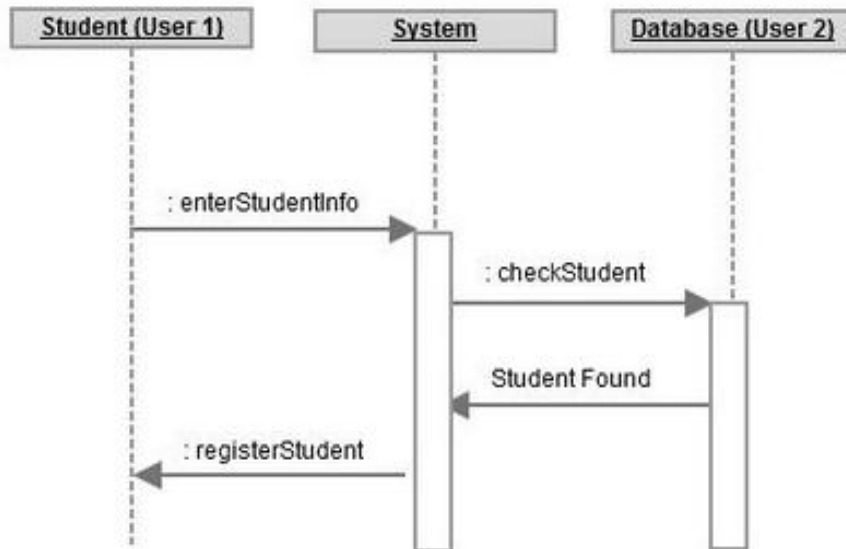 Student (User 1)
System
Database (User 2)
: enterStudentInfo
: checkStudent
Student Found
: registerStudent